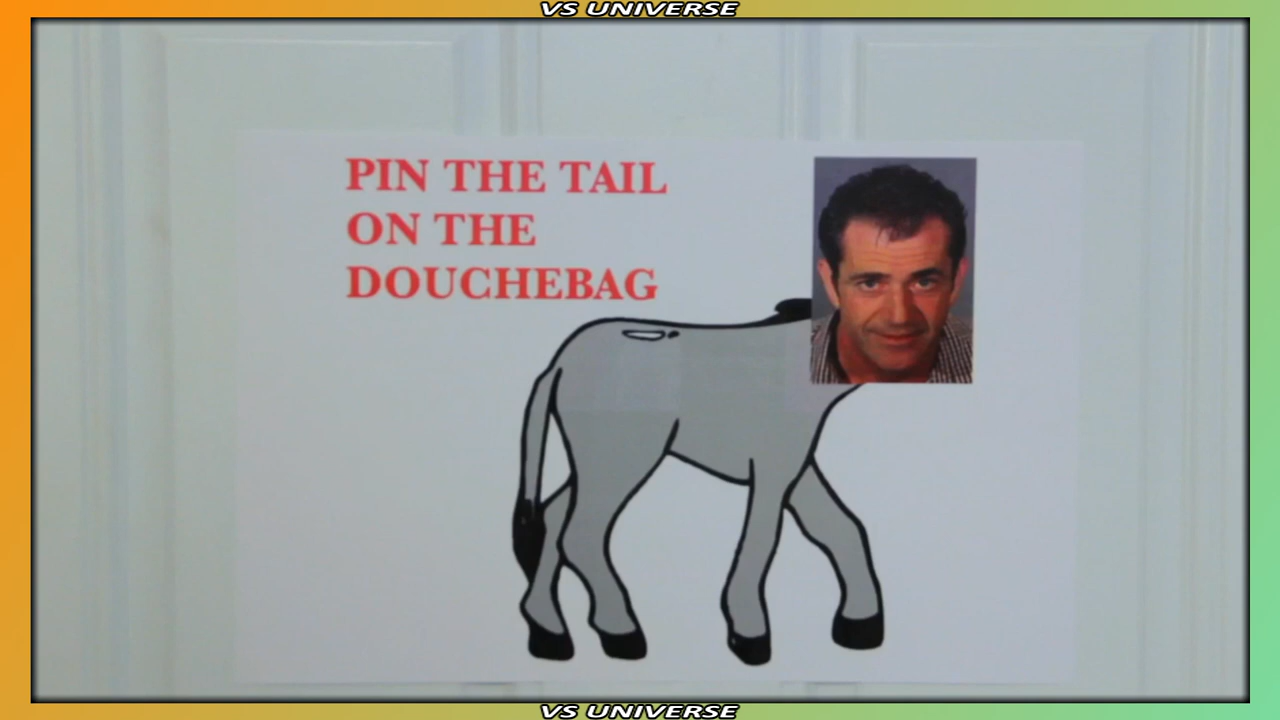 VS UNIVERSE
PIN THE TAIL
ON THE
DOUCHEBAG
VS UNIVERSE